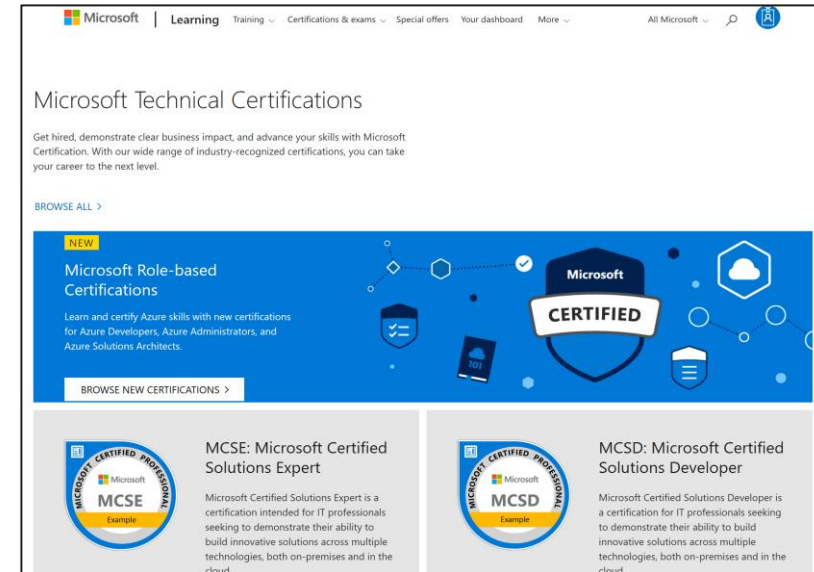 Microsoft | Learning Training Certifications & exams Special offers Your dashboard More All Microsoft
Microsoft Technical Certifications
Get hired, demonstrate clear business impact, and advance your skills with Microsoft
Certification. With our wide range of industry-recognized certifications, you can take
your career to the next level.
BROWSE ALL >
NEW
Microsoft Role-based
Certifications
Learn and certify Azure skills with new certifications
for Azure Developers, Azure Administrators, and
Azure Solutions Architects.
BROWSE NEW CERTIFICATIONS >
101
Microsoft
CERTIFIED
MICROSOFT CERTIFIED PROFESSIONAL
Microsoft
MCSE
Example
MCSE: Microsoft Certified
Solutions Expert
Microsoft Certified Solutions Expert is a
certification intended for IT professionals
seeking to demonstrate their ability to
build innovative solutions across multiple
technologies, both on-premises and in the
cloud
MICROSOFT CERTIFIED PROFESSIONAL
Microsoft
MCSD
Example
MCSD: Microsoft Certified
Solutions Developer
Microsoft Certified Solutions Developer is
a certification for IT professionals seeking
to demonstrate their ability to build
innovative solutions across multiple
technologies, both on-premises and in the
cloud